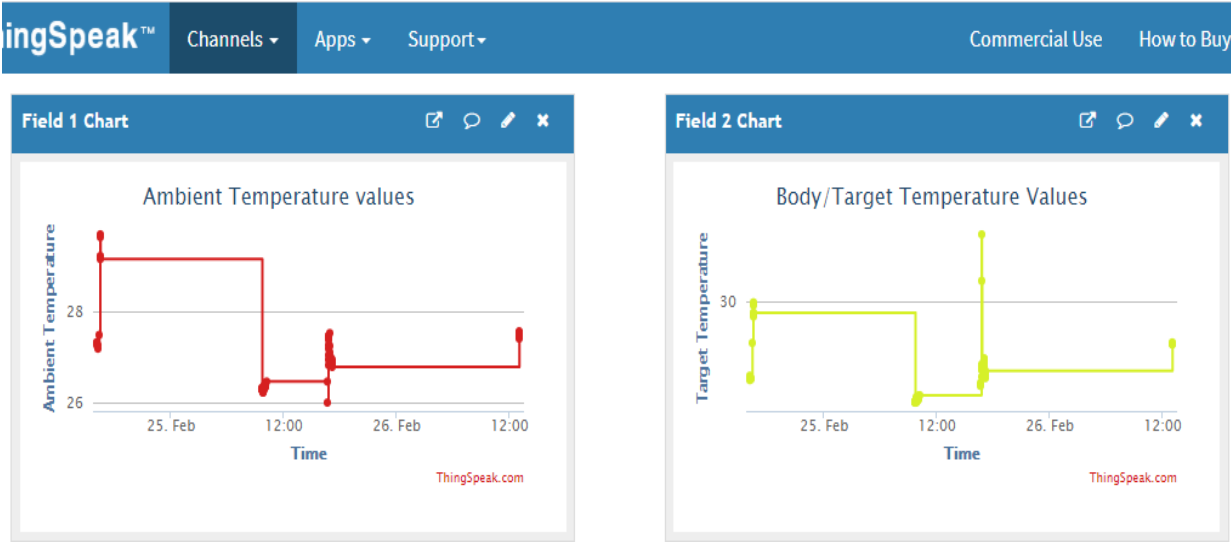 ingSpeak™ Channels Apps Support Commercial Use How to Buy
Field 1 Chart
Ambient Temperature values
Ambient Temperature
28
26
25. Feb 12:00 26. Feb 12:00
Time
ThingSpeak.com
Field 2 Chart
Body/Target Temperature Values
Target Temperature
30
25. Feb 12:00 26. Feb 12:00
Time
ThingSpeak.com